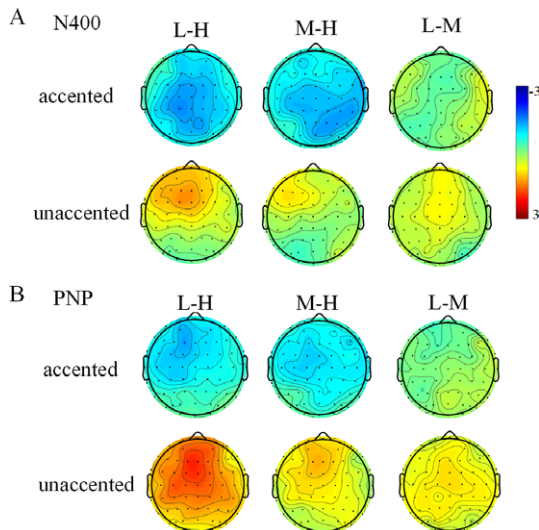 A N400
L-H M-H L-M
accented
-3
unaccented
3
B PNP
L-H M-H L-M
accented
unaccented